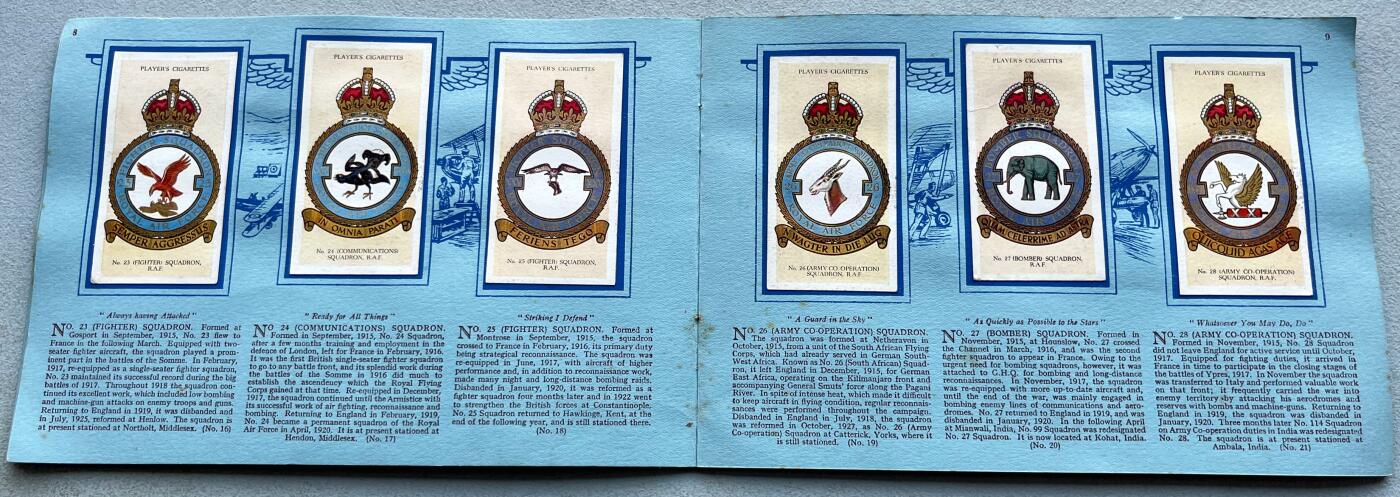 8
PLAYER'S CIGARETTES
SEMPER AGGRESSUS
No. 23 (FIGHTER) SQUADRON,
R.A.F.
PLAYER'S CIGARETTES
IN OMNIA PARATI
No. 24 (COMMUNICATIONS)
SQUADRON, R.A.F.
PLAYER'S CIGARETTES
FERIENS TEGO
No. 25 (FIGHTER) SQUADRON,
R.A.F.
"Always having Attacked"
NO. 23 (FIGHTER) SQUADRON. Formed at
Gosport in September, 1915, No. 23 flew to
France in the following March. Equipped with two-
seater fighter aircraft, the squadron played a prom-
inent part in the battles of the Somme. In February,
1917, re-equipped as a single-seater fighter squadron,
No. 23 maintained its successful record during the big
battles of 1917. Throughout 1918 the squadron con-
tinued its excellent work, which included low bombing
and machine-gun attacks on enemy troops and guns.
Returning to England in 1919, it was disbanded and
in July, 1925, reformed at Henlow. The squadron is
at present stationed at Northolt, Middlesex. (No. 16)
"Ready for All Things"
NO. 24 (COMMUNICATIONS) SQUADRON.
Formed in September, 1915, No. 24 Squadron,
after a few months training and employment in the
defence of London, left for France in February, 1916.
It was the first British single-seater fighter squadron
to go to any battle front, and its splendid work during
the battles of the Somme in 1916 did much to
establish the ascendency which the Royal Flying
Corps gained at that time. Re-equipped in December,
1917, the squadron continued until the Armistice with
its successful work of air fighting, reconnaissance and
bombing. Returning to England in February, 1919,
No. 24 became a permanent squadron of the Royal
Air Force in April, 1920. It is at present stationed at
Hendon, Middlesex. (No. 17)
"Striking I Defend"
NO. 25 (FIGHTER) SQUADRON. Formed at
Montrose in September, 1915, the squadron
crossed to France in February, 1916, its primary duty
being strategical reconnaissance. The squadron was
re-equipped in June, 1917, with aircraft of higher
performance and, in addition to reconnaissance work,
made many night and long-distance bombing raids.
Disbanded in January, 1920, it was reformed as a
fighter squadron four months later and in 1922 went
to strengthen the British forces at Constantinople.
No. 25 Squadron returned to Hawkinge, Kent, at the
end of the following year, and is still stationed there.
(No. 18)
9
PLAYER'S CIGARETTES
26
26
ROYAL AIR FORCE
N WAGTER IN DIE LUG
No. 26 (ARMY CO-OPERATION)
SQUADRON, R.A.F.
PLAYER'S CIGARETTES
QUAM CELERRIME AD ASTRA
No. 27 (BOMBER) SQUADRON,
R.A.F.
PLAYER'S CIGARETTES
QUICQUID AGAS AGE
No. 28 (ARMY CO-OPERATION)
SQUADRON, R.A.F.
"A Guard in the Sky"
NO. 26 (ARMY CO-OPERATION) SQUADRON.
The squadron was formed at Netheravon in
October, 1915, from a unit of the South African Flying
Corps, which had already served in German South-
West Africa. Known as No. 26 (South African) Squad-
ron, it left England in December, 1915, for German
East Africa, operating on the Kilimanjaro front and
accompanying General Smuts' force along the Pagani
River. In spite of intense heat, which made it difficult
to keep aircraft in flying condition, regular reconnais-
sances were performed throughout the campaign.
Disbanded in England in July, 1918, the squadron
was reformed in October, 1927, as No. 26 (Army
Co-operation) Squadron at Catterick, Yorks, where it
is still stationed. (No. 19)
"As Quickly as Possible to the Stars"
NO. 27 (BOMBER) SQUADRON. Formed in
November, 1915, at Hounslow, No. 27 crossed
the Channel in March, 1916, and was the second
fighter squadron to appear in France. Owing to the
urgent need for bombing squadrons, however, it was
attached to G.H.Q. for bombing and long-distance
reconnaissances. In November, 1917, the squadron
was re-equipped with more up-to-date aircraft and,
until the end of the war, was mainly engaged in
bombing enemy lines of communications and aero-
dromes. No. 27 returned to England in 1919, and was
disbanded in January, 1920. In the following April
at Mianwali, India, No. 99 Squadron was redesignated
No. 27 Squadron. It is now located at Kohat, India.
(No. 20)
"Whatsoever You May Do, Do"
NO. 28 (ARMY CO-OPERATION) SQUADRON.
Formed in November, 1915, No. 28 Squadron
did not leave England for active service until October,
1917. Equipped for fighting duties, it arrived in
France in time to participate in the closing stages of
the battles of Ypres, 1917. In November the squadron
was transferred to Italy and performed valuable work
on that front; it frequently carried the war into
enemy territory by attacking his aerodromes and
reserves with bombs and machine-guns. Returning to
England in 1919, the squadron was disbanded in
January, 1920. Three months later No. 114 Squadron
on Army Co-operation duties in India was redesignated
No. 28. The squadron is at present stationed at
Ambala, India. (No. 21)